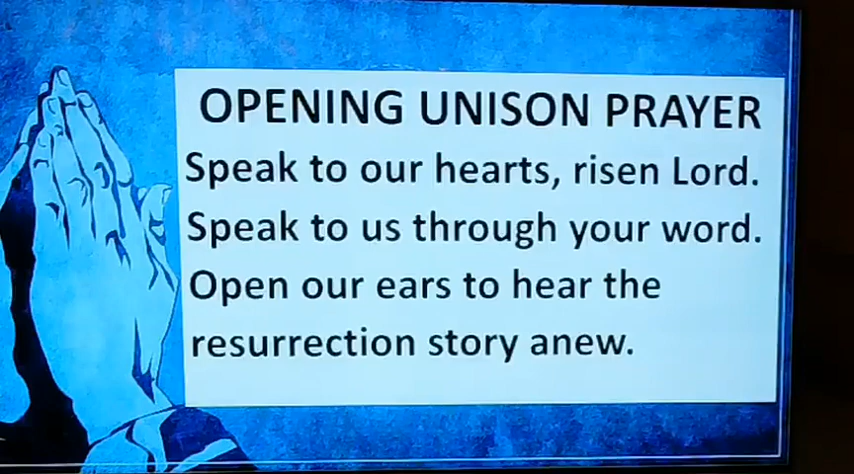 OPENING UNISON PRAYER
Speak to our hearts, risen Lord.
Speak to us through your word.
Open our ears to hear the
resurrection story anew.